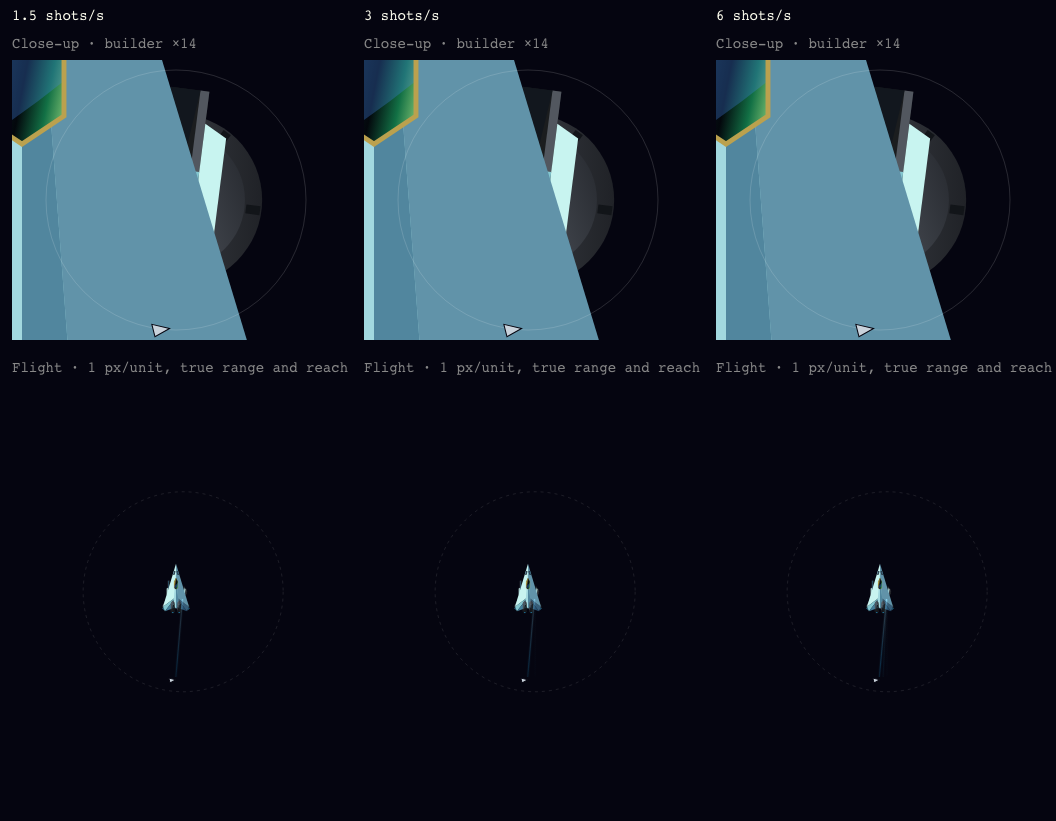 1.5 shots/s
3 shots/s
6 shots/s
Close-up · builder ×14
Close-up · builder ×14
Close-up · builder ×14
Flight · 1 px/unit, true range and reach
Flight · 1 px/unit, true range and reach
Flight · 1 px/unit, true range and reach